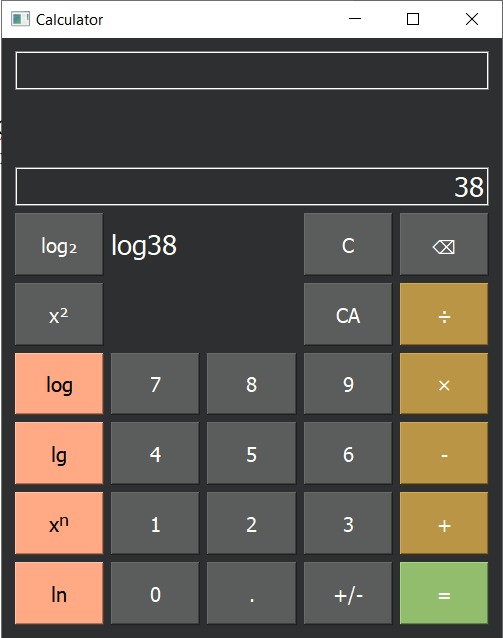 Calculator
38
log₂ log38 C ⌫
x² CA ÷
log 7 8 9 ×
lg 4 5 6 -
xⁿ 1 2 3 +
ln 0 . +/- =